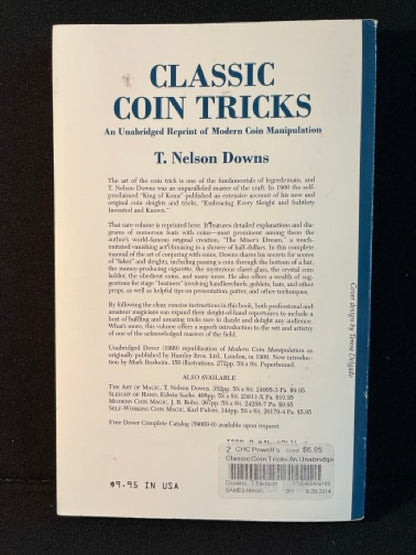 CLASSIC
COIN TRICKS
An Unabridged Reprint of Modern Coin Manipulation
T. Nelson Downs
The art of the coin trick is one of the fundamentals of legerdemain, and
T. Nelson Downs was an unparalleled master of the craft. In 1900 the self-
proclaimed "King of Koins" published an extensive account of his new and
original coin sleights and tricks, "Embracing Every Sleight and Subtlety
Invented and Known."
That rare volume is reprinted here. It features detailed explanations and dia-
grams of numerous feats with coins—most prominent among them the
author's world-famous original creation, "The Miser's Dream," a much-
imitated vanishing act featuring in a shower of half-dollars. In this complete
manual of the art of conjuring with coins, Downs shares his secrets for scores
of "fakes" and sleights, including passing a coin through the bottom of a hat,
the money-producing cigarette, the mysterious claret glass, the crystal coin
ladder, the obedient coins, and many more. He also offers a wealth of sug-
gestions for stage "business" involving handkerchiefs, goblets, hats, and other
props, as well as helpful tips on presentation, patter, and other techniques.
By following the clear, concise instructions in this book, both professional and
amateur magicians can expand their sleight-of-hand repertoires to include a
host of baffling and amusing tricks sure to dazzle and delight any audience.
What's more, this volume offers a superb introduction to the wit and artistry
of one of the acknowledged masters of the field.
Unabridged Dover (1999) republication of Modern Coin Manipulation as
originally published by Hamley Bros. Ltd., London, in 1900. New introduc-
tion by Mark 150 illustrations. 272pp. 5⅜ x 8½. Paperbound.
ALSO AVAILABLE
THE ART OF MAGIC, T. Nelson Downs. 352pp. 5⅜ x 8½. $9.95
SLEIGHT OF HAND, Edwin Sachs. 408pp. 5⅜ x 8½. 23911-X Pa. $10.95
MODERN COIN MAGIC, J. B. Bobo. 367pp. 5⅜ x 8½. 24258-7 Pa. $9.95
SELF-WORKING COIN MAGIC, Karl Fulves. 144pp. 5⅜ x 8½. 26179-4 Pa. $5.95
Free Dover Complete Catalog (59069-0) available upon request.
Cover design by Tania Delgado
2 CHC Powell's Used $6.95
Classic Coin Tricks An Unabridge
Downs, T Nelson
GAMES-MAGIC
$9.95 IN USA